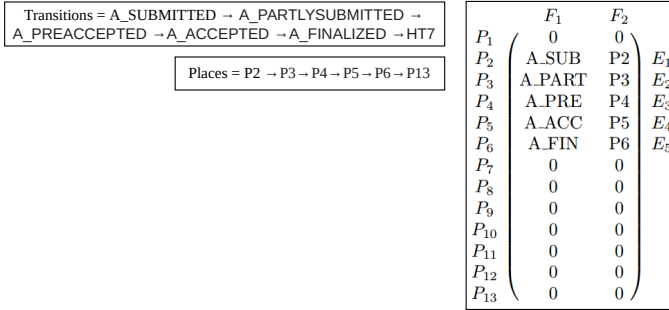 Transitions = A_SUBMITTED → A_PARTLYSUBMITTED →
A_PREACCEPTED →A_ACCEPTED →A_FINALIZED →HT7
Places = P2 →P3→P4→P5→P6→P13
F1 F2
P1 0 0
P2 A_SUB P2 E1
P3 A_PART P3 E2
P4 A_PRE P4 E3
P5 A_ACC P5 E4
P6 A_FIN P6 E5
P7 0 0
P8 0 0
P9 0 0
P10 0 0
P11 0 0
P12 0 0
P13 0 0